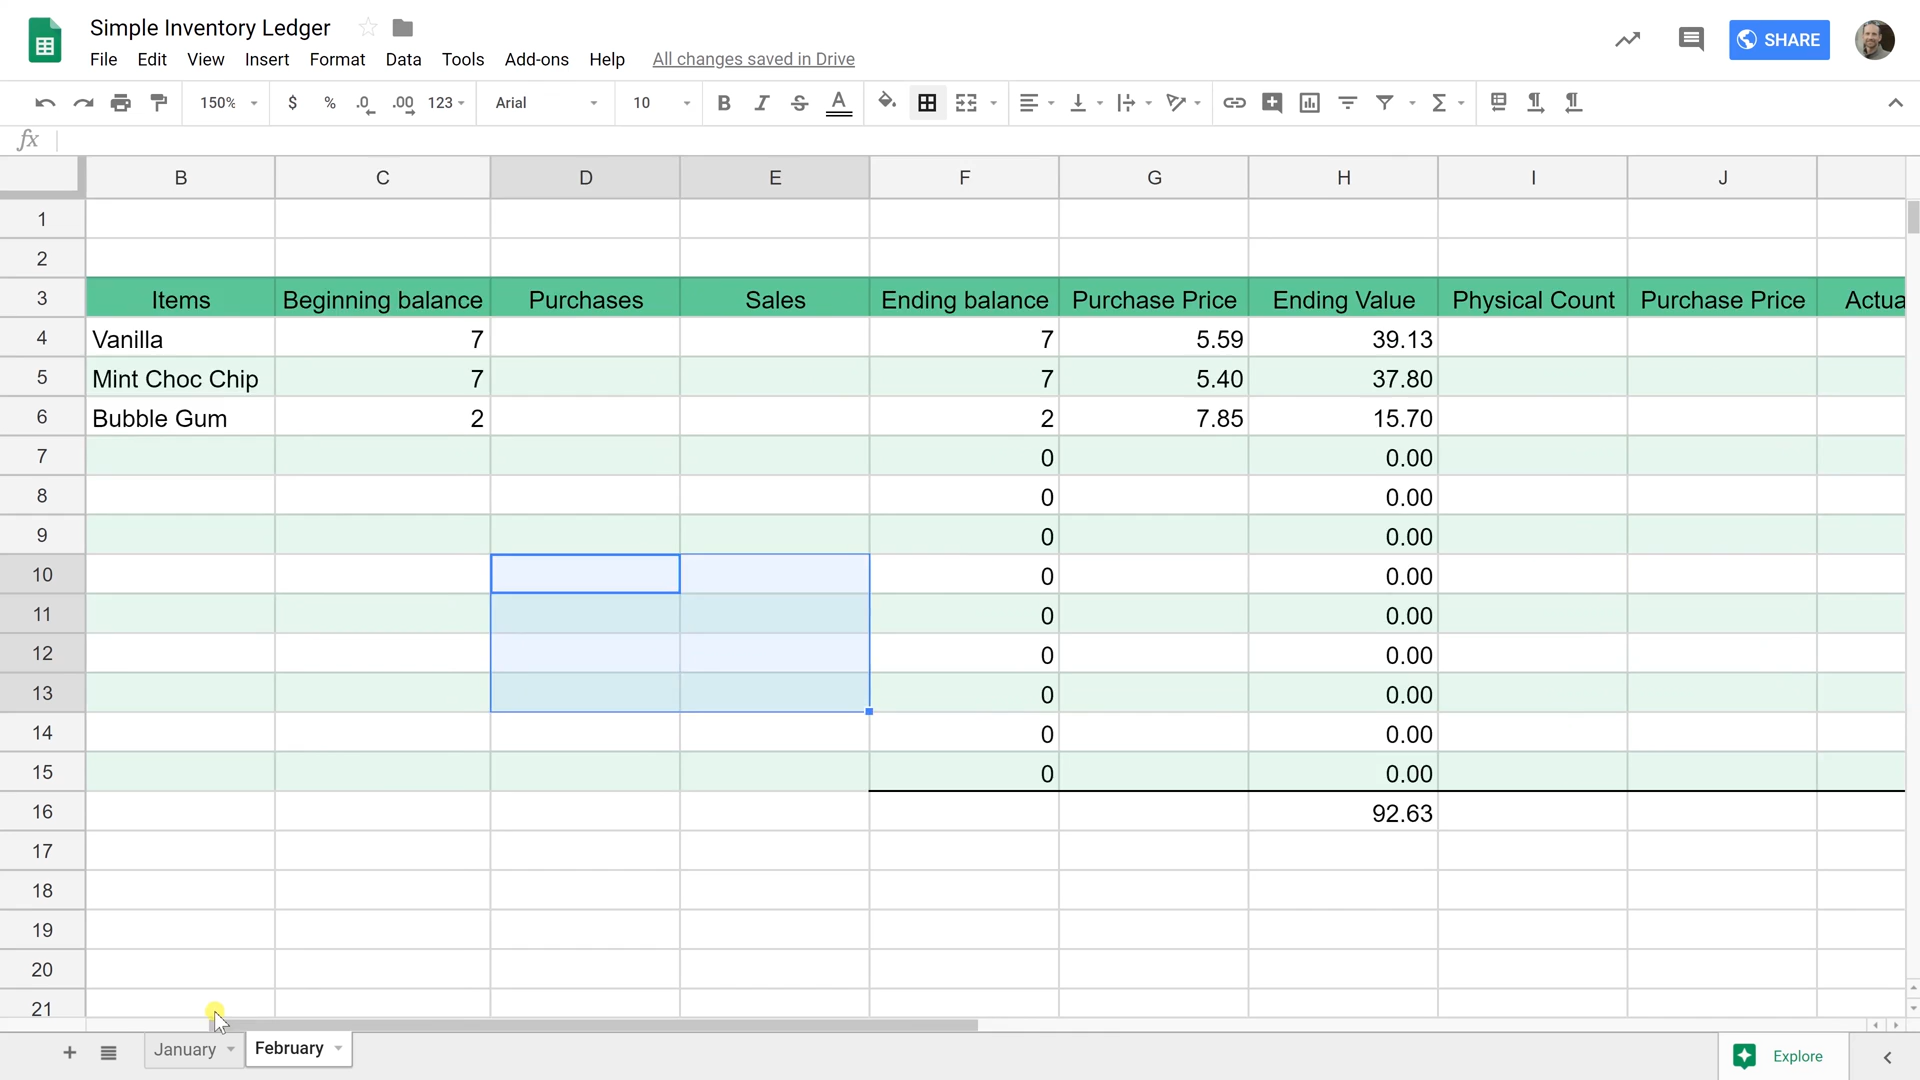 Simple Inventory Ledger
File Edit View Insert Format Data Tools Add-ons Help All changes saved in Drive
SHARE
150% $ % .0 .00 123 Arial 10 B I S A Σ
fx
B C D E F G H I J
1
2
3 Items Beginning balance Purchases Sales Ending balance Purchase Price Ending Value Physical Count Purchase Price Actua
4 Vanilla 7 7 5.59 39.13
5 Mint Choc Chip 7 7 5.40 37.80
6 Bubble Gum 2 2 7.85 15.70
7 0 0.00
8 0 0.00
9 0 0.00
10 0 0.00
11 0 0.00
12 0 0.00
13 0 0.00
14 0 0.00
15 0 0.00
16 92.63
17
18
19
20
21
January February Explore